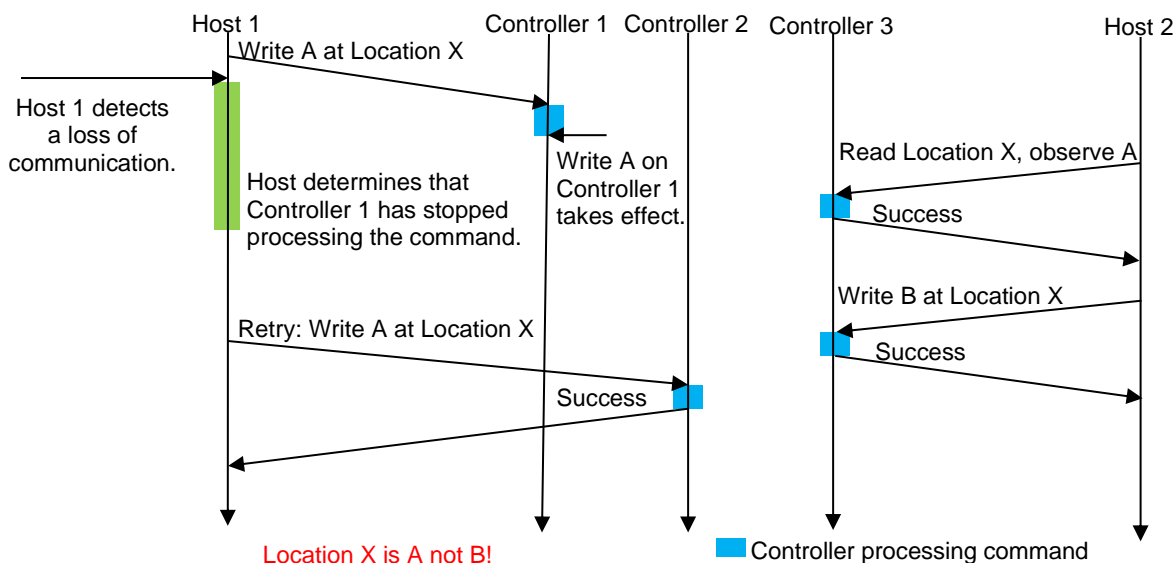 Host 1
Controller 1
Controller 2
Controller 3
Host 2
Write A at Location X
Host 1 detects
a loss of
communication.
Write A on
Controller 1
takes effect.
Read Location X, observe A
Host determines that
Controller 1 has stopped
processing the command.
Success
Write B at Location X
Retry: Write A at Location X
Success
Success
Location X is A not B!
Controller processing command